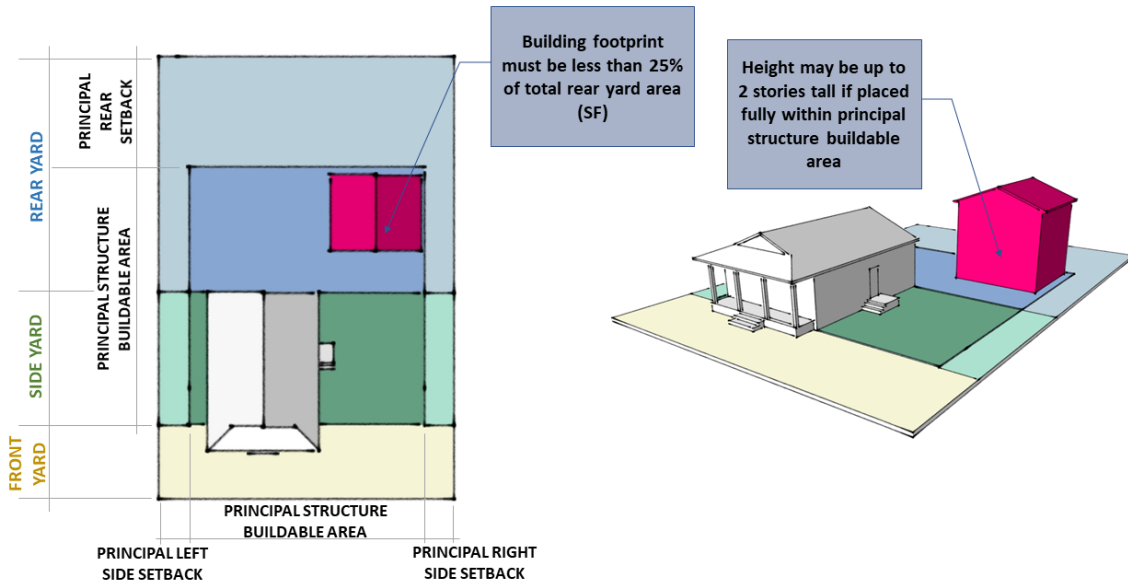 Building footprint
must be less than 25%
of total rear yard area
(SF)
Height may be up to
2 stories tall if placed
fully within principal
structure buildable
area
REAR YARD
PRINCIPAL
REAR
SETBACK
PRINCIPAL STRUCTURE
BUILDABLE AREA
SIDE YARD
FRONT
YARD
PRINCIPAL STRUCTURE
BUILDABLE AREA
PRINCIPAL LEFT
SIDE SETBACK
PRINCIPAL RIGHT
SIDE SETBACK